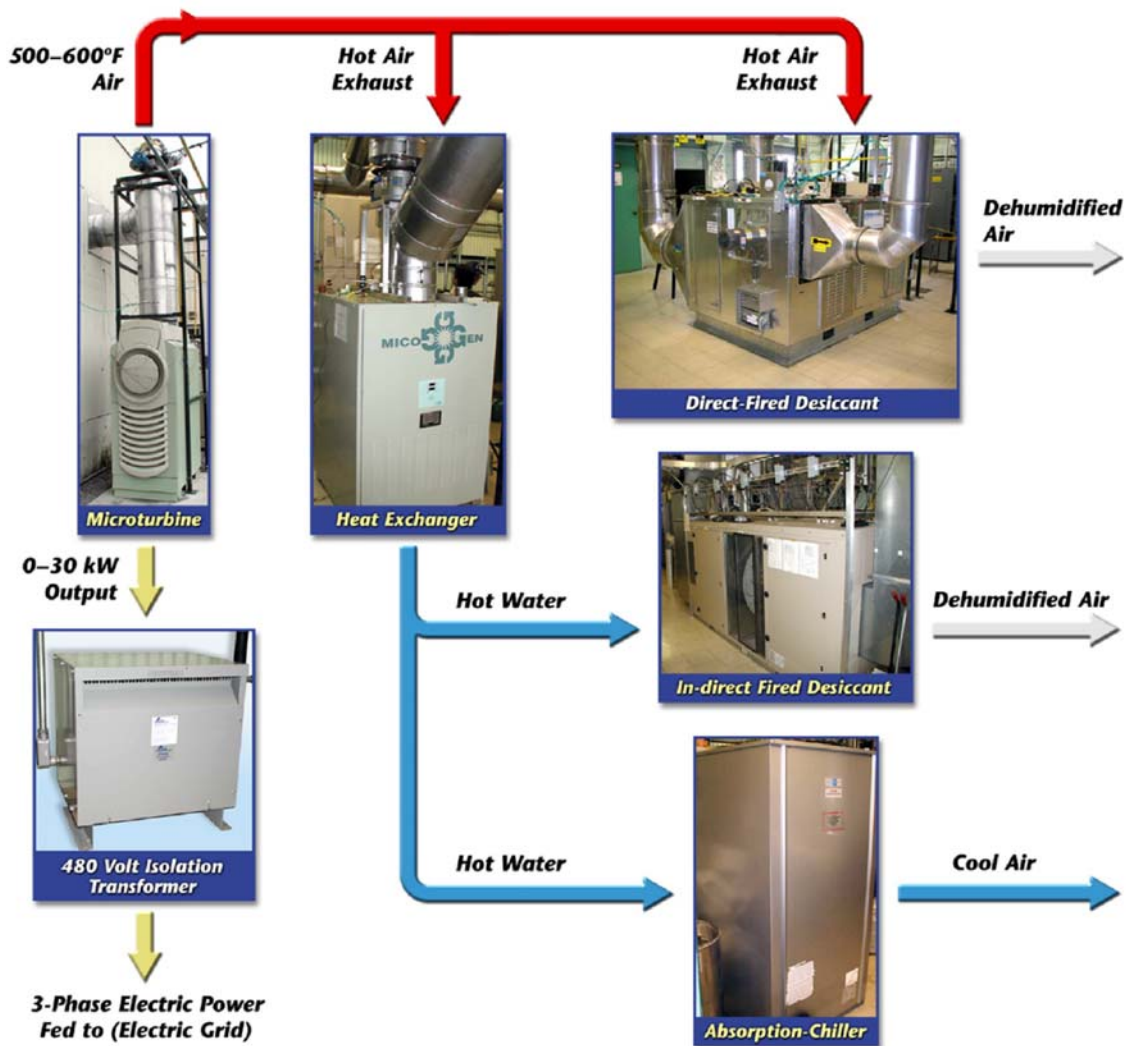 500–600ºF
Air
Hot Air
Exhaust
Hot Air
Exhaust
Dehumidified
Air
MICOGEN
Direct-Fired Desiccant
Microturbine
Heat Exchanger
0–30 kW
Output
Hot Water
Dehumidified Air
In-direct Fired Desiccant
480 Volt Isolation
Transformer
Hot Water
Cool Air
3-Phase Electric Power
Fed to (Electric Grid)
Absorption-Chiller